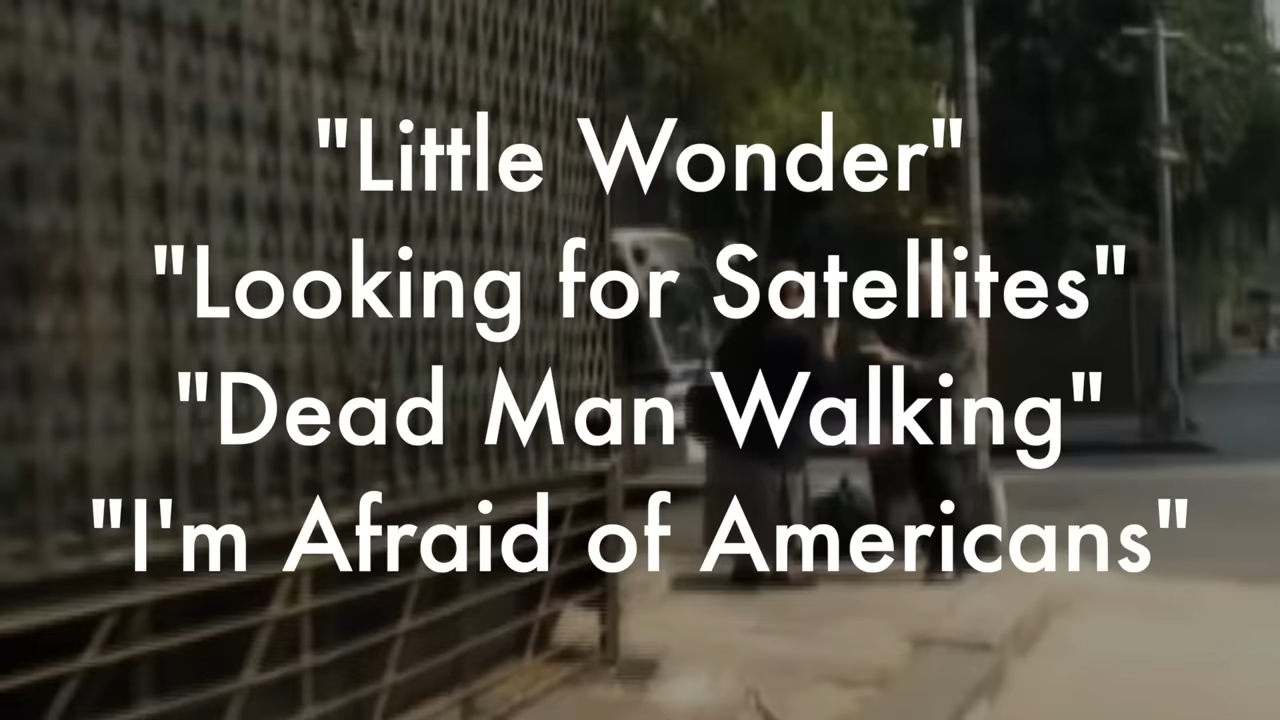 "Little Wonder"
"Looking for Satellites"
"Dead Man Walking"
"I'm Afraid of Americans"